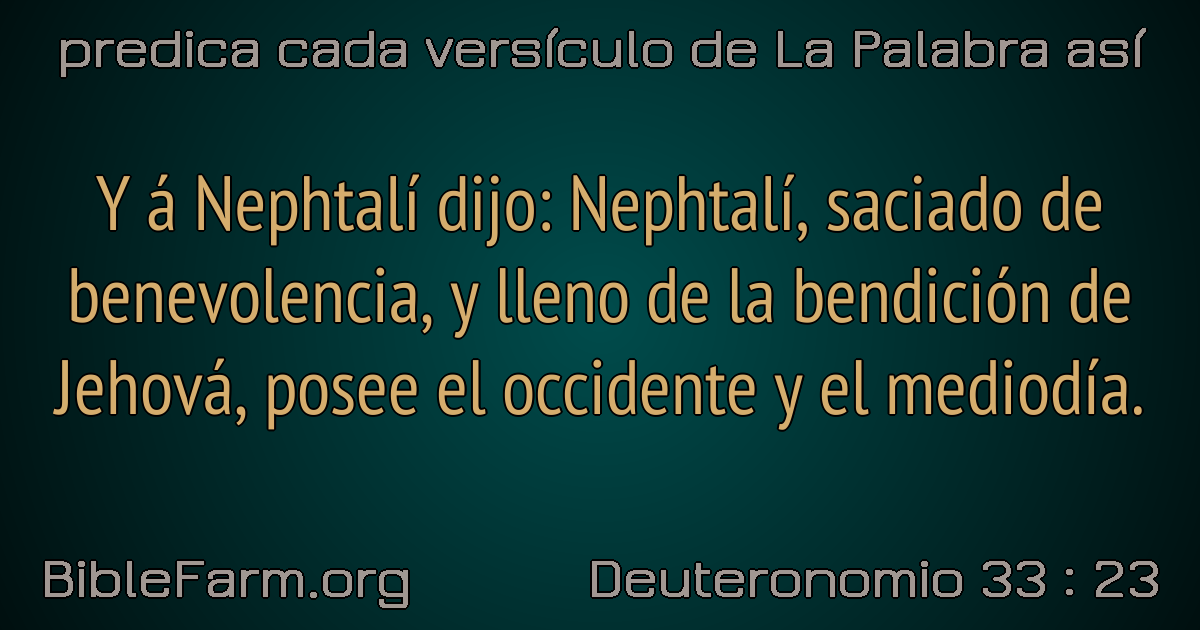 predica cada versículo de La Palabra así
Y á Nephtalí dijo: Nephtalí, saciado de
benevolencia, y lleno de la bendición de
Jehová, posee el occidente y el mediodía.
BibleFarm.org
Deuteronomio 33 : 23